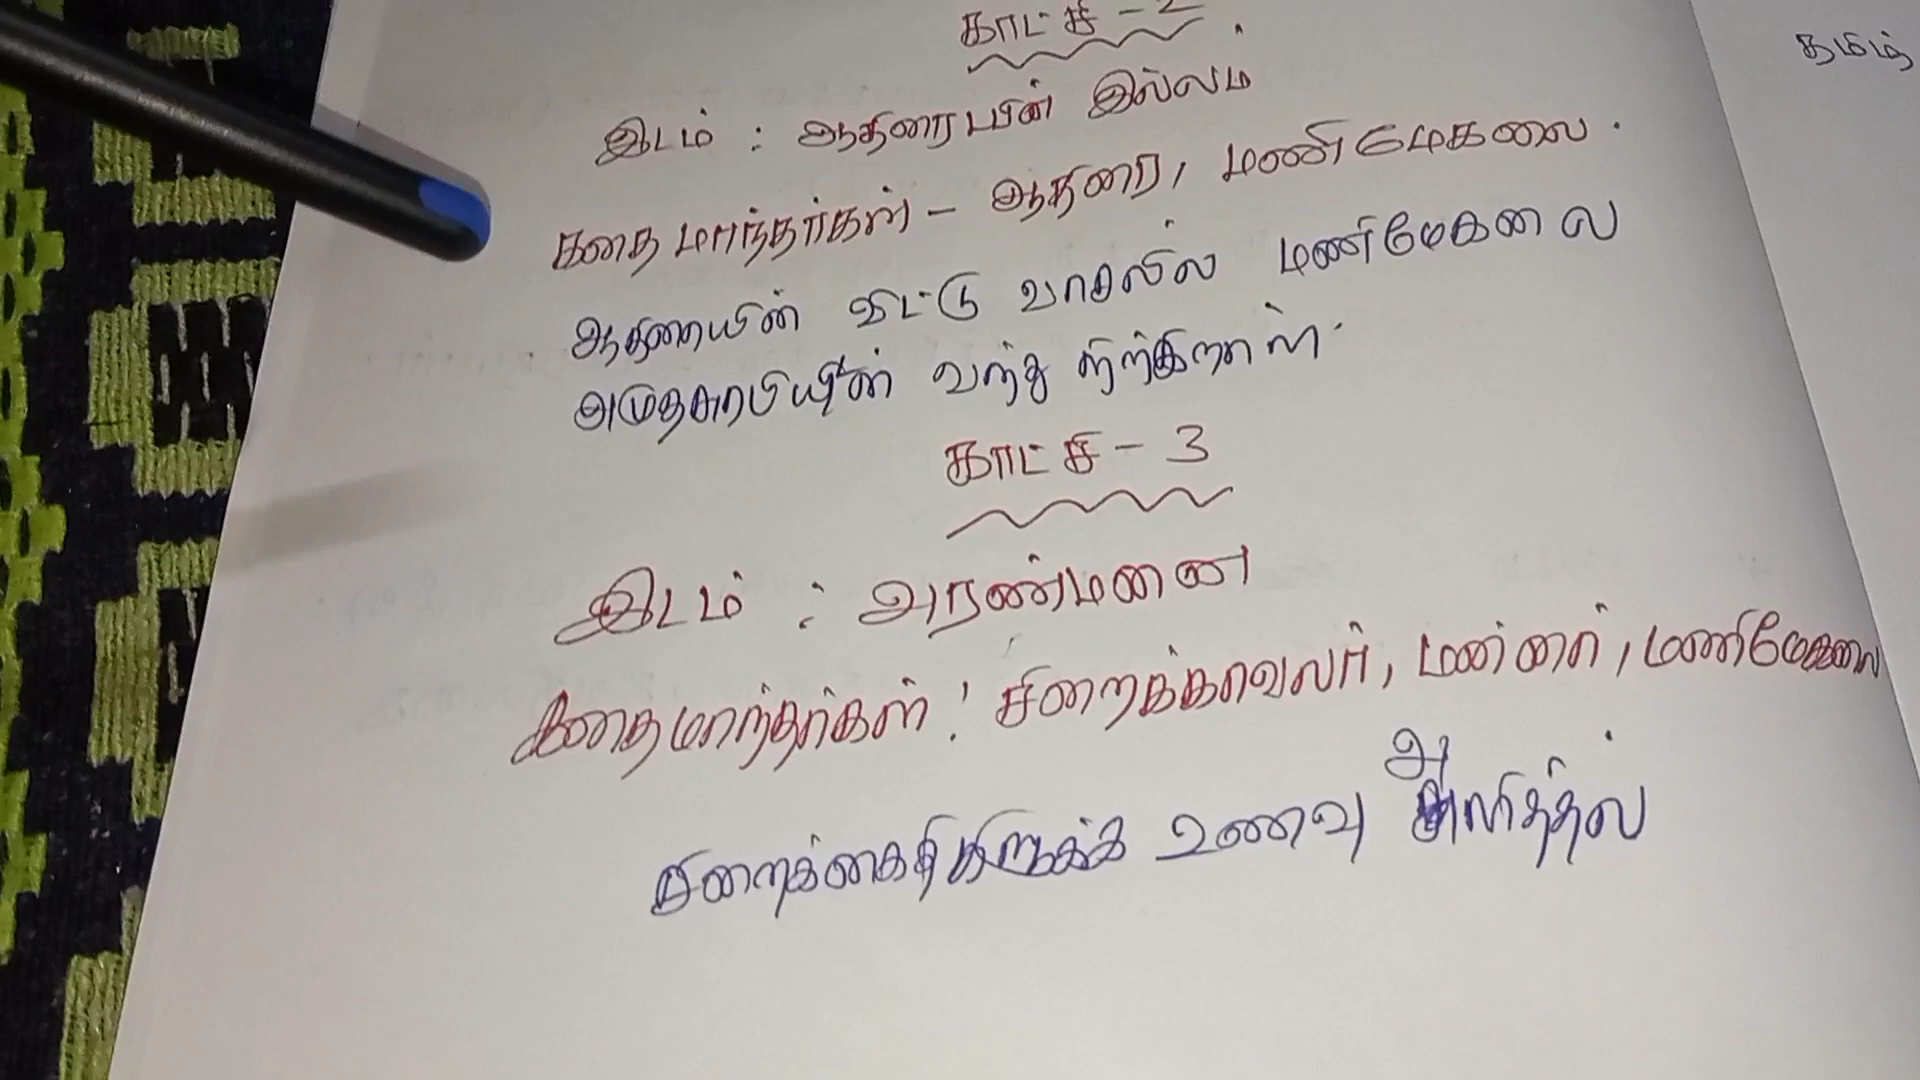 காட்சி - 2
தமிழ்
இடம் : ஆதிரையின் இல்லம்
கதை மாந்தர்கள் - ஆதிரை, மணிமேகலை.
ஆதிரையின் வீட்டு வாசலில் மணிமேகலை
அமுதசுரபியின் வந்து நிற்கிறாள்.
காட்சி - 3
இடம் : அரண்மனை
கதை மாந்தர்கள் : சிறைக்காவலர், மன்னர், மணிமேகலை
சிறைக்கைதிகளுக்கு உணவு அளித்தல்